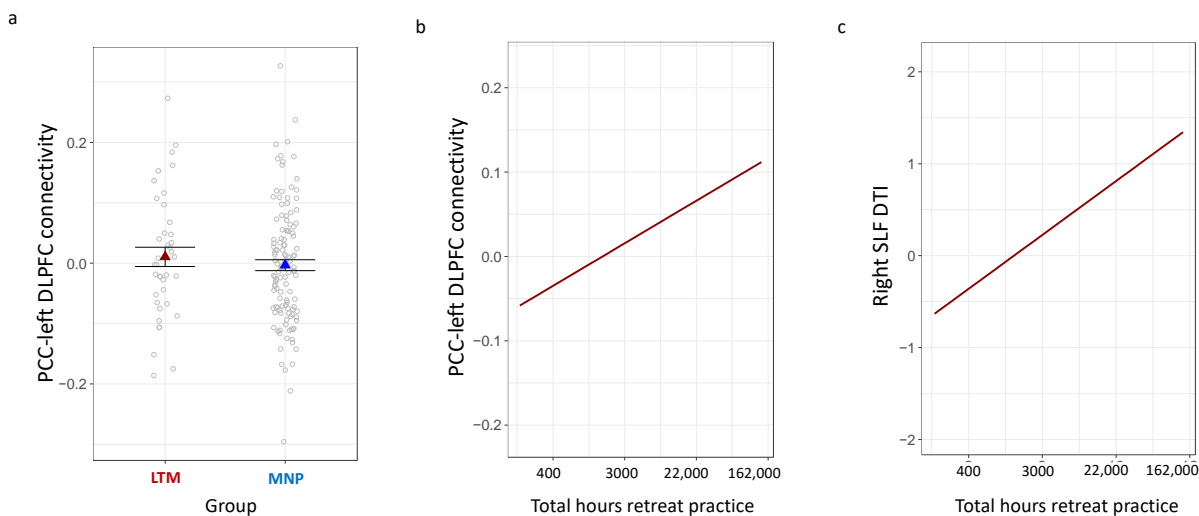 a
PCC-left DLPFC connectivity
0.2
0.0
−0.2
LTM MNP
Group
b
PCC-left DLPFC connectivity
0.2
0.1
0.0
−0.1
−0.2
400 3000 22,000 162,000
Total hours retreat practice
c
Right SLF DTI
2
1
0
−1
−2
400 3000 22,000 162,000
Total hours retreat practice